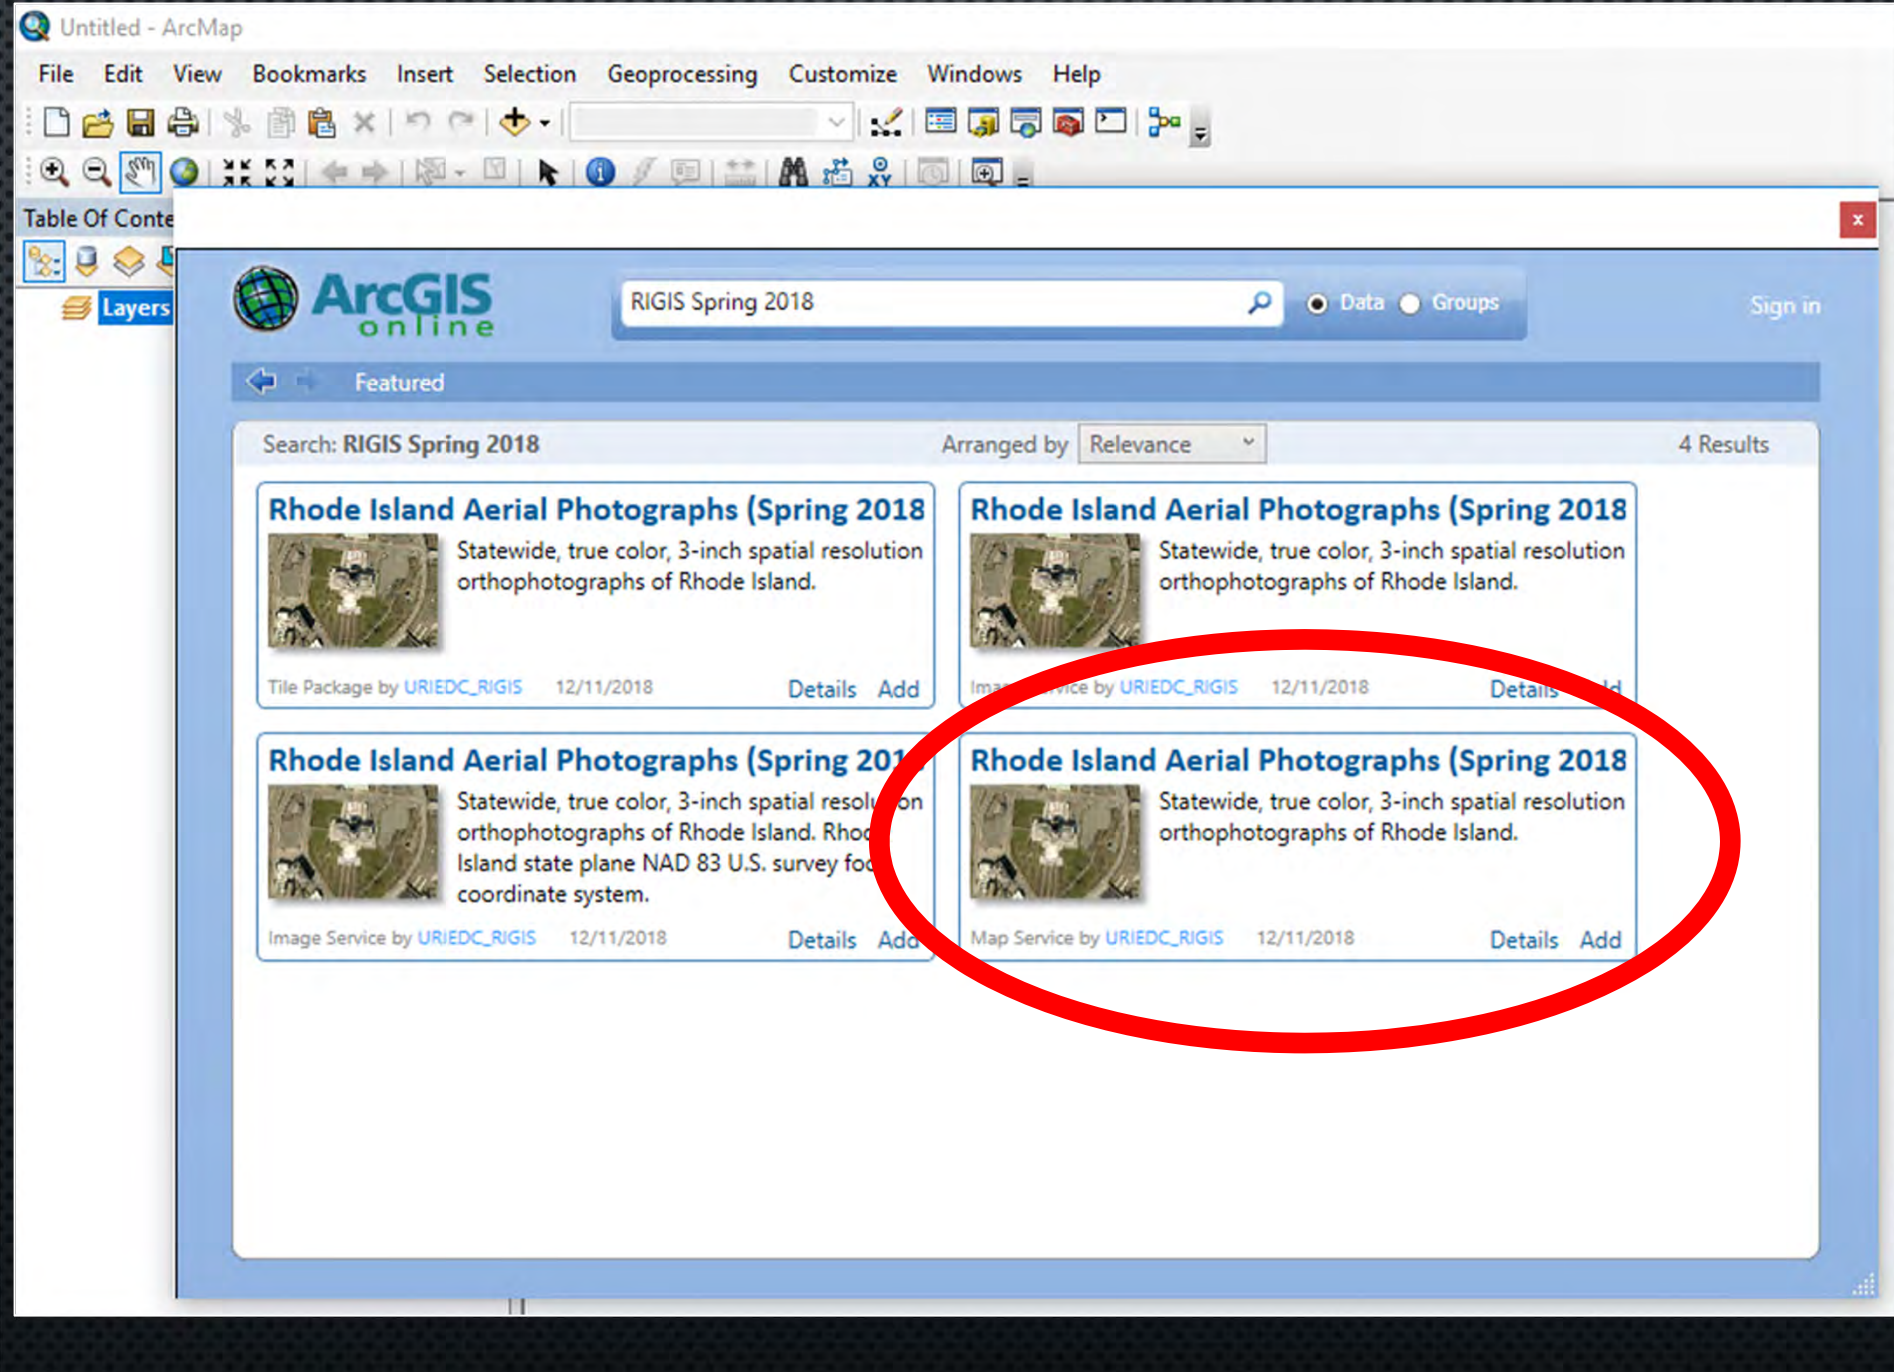 Untitled - ArcMap
File Edit View Bookmarks Insert Selection Geoprocessing Customize Windows Help
XY
Table Of Conte
Layers
ArcGIS
online
RIGIS Spring 2018
Data Groups
Sign in
Featured
Search: RIGIS Spring 2018
Arranged by Relevance
4 Results
Rhode Island Aerial Photographs (Spring 2018
Statewide, true color, 3-inch spatial resolution
orthophotographs of Rhode Island.
Tile Package by URIEDC_RIGIS 12/11/2018 Details Add
Rhode Island Aerial Photographs (Spring 2018
Statewide, true color, 3-inch spatial resolution
orthophotographs of Rhode Island.
by URIEDC_RIGIS 12/11/2018 Details
Rhode Island Aerial Photographs (Spring
Statewide, true color, 3-inch spatial
orthophotographs of Rhode Island.
Island state plane NAD 83 U.S. survey
coordinate system.
Image Service by URIEDC_RIGIS 12/11/2018 Details Add
Rhode Island Aerial Photographs (Spring 2018
Statewide, true color, 3-inch spatial resolution
orthophotographs of Rhode Island.
Map Service by URIEDC_RIGIS 12/11/2018 Details Add